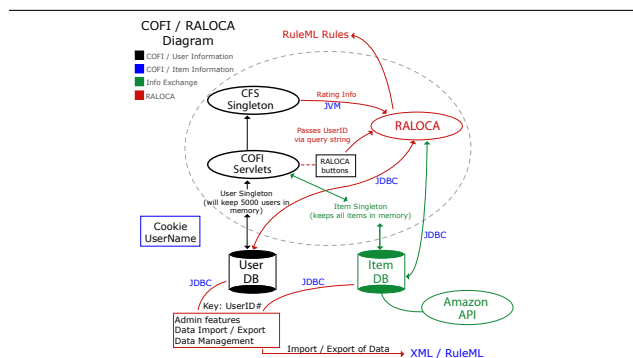 COFI / RALOCA
Diagram
COFI / User Information
COFI / Item Information
Info Exchange
RALOCA
RuleML Rules
CFS
Singleton
Rating Info
JVM
RALOCA
Passes UserID
via query string
COFI
Servlets
RALOCA
buttons
JDBC
User Singleton
(will keep 5000 users in
memory)
Item Singleton
(keeps all items in memory)
Cookie
UserName
JDBC
User
DB
Item
DB
JDBC
JDBC
Amazon
API
Key: UserID#
Admin features
Data Import / Export
Data Management
Import / Export of Data
XML / RuleML